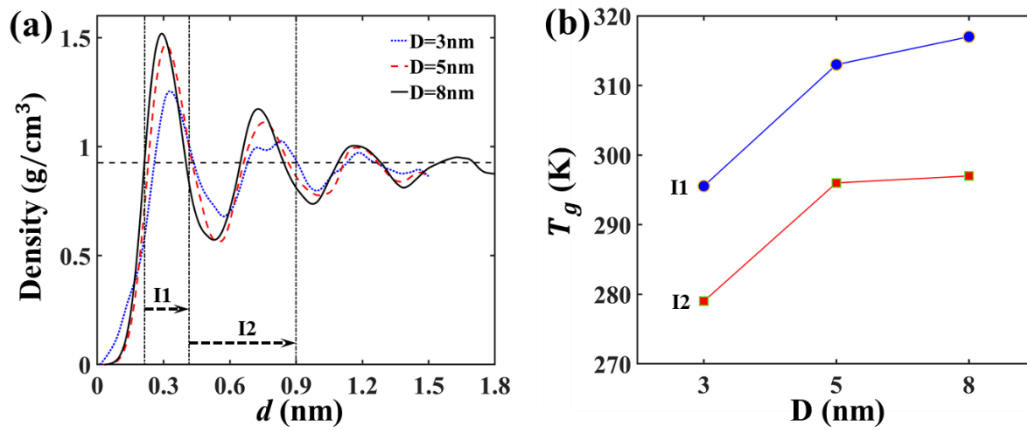 (a)
Density (g/cm³)
1.5
1
0.5
0
D=3nm
D=5nm
D=8nm
I1
I2
0 0.3 0.6 0.9 1.2 1.5 1.8
d (nm)
(b)
Tg (K)
320
310
300
290
280
270
I1
I2
3 5 8
D (nm)